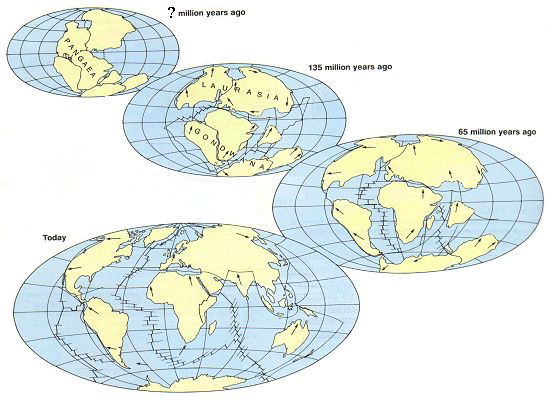 ? million years ago
PANGAEA
135 million years ago
LAURASIA
GONDWANA
65 million years ago
Today